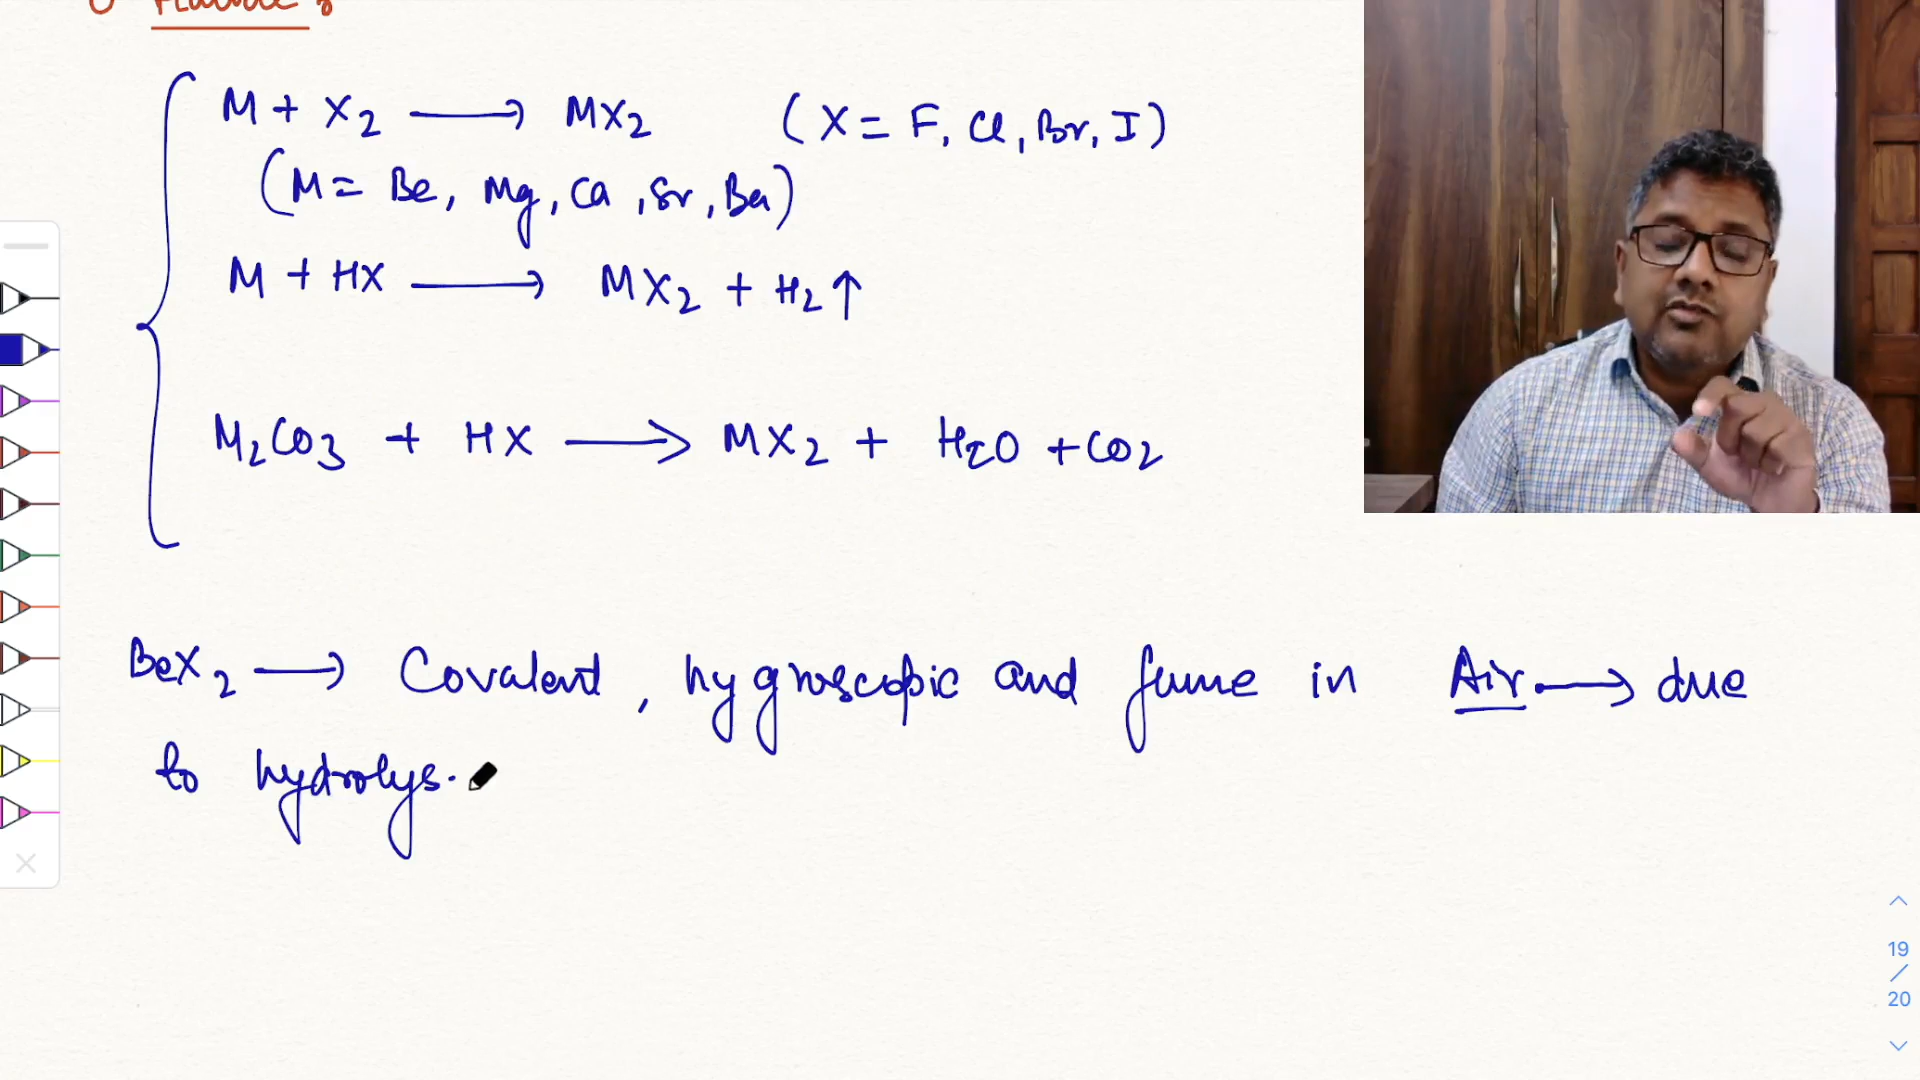 M + X2 ⟶ MX2 (X = F, Cl, Br, I)
(M = Be, Mg, Ca, Sr, Ba)
M + HX ⟶ MX2 + H2↑
M2CO3 + HX ⟶ MX2 + H2O + CO2
BeX2 ⟶ Covalent, hygroscopic and fume in Air ⟶ due
to hydrolys.
19
/
20